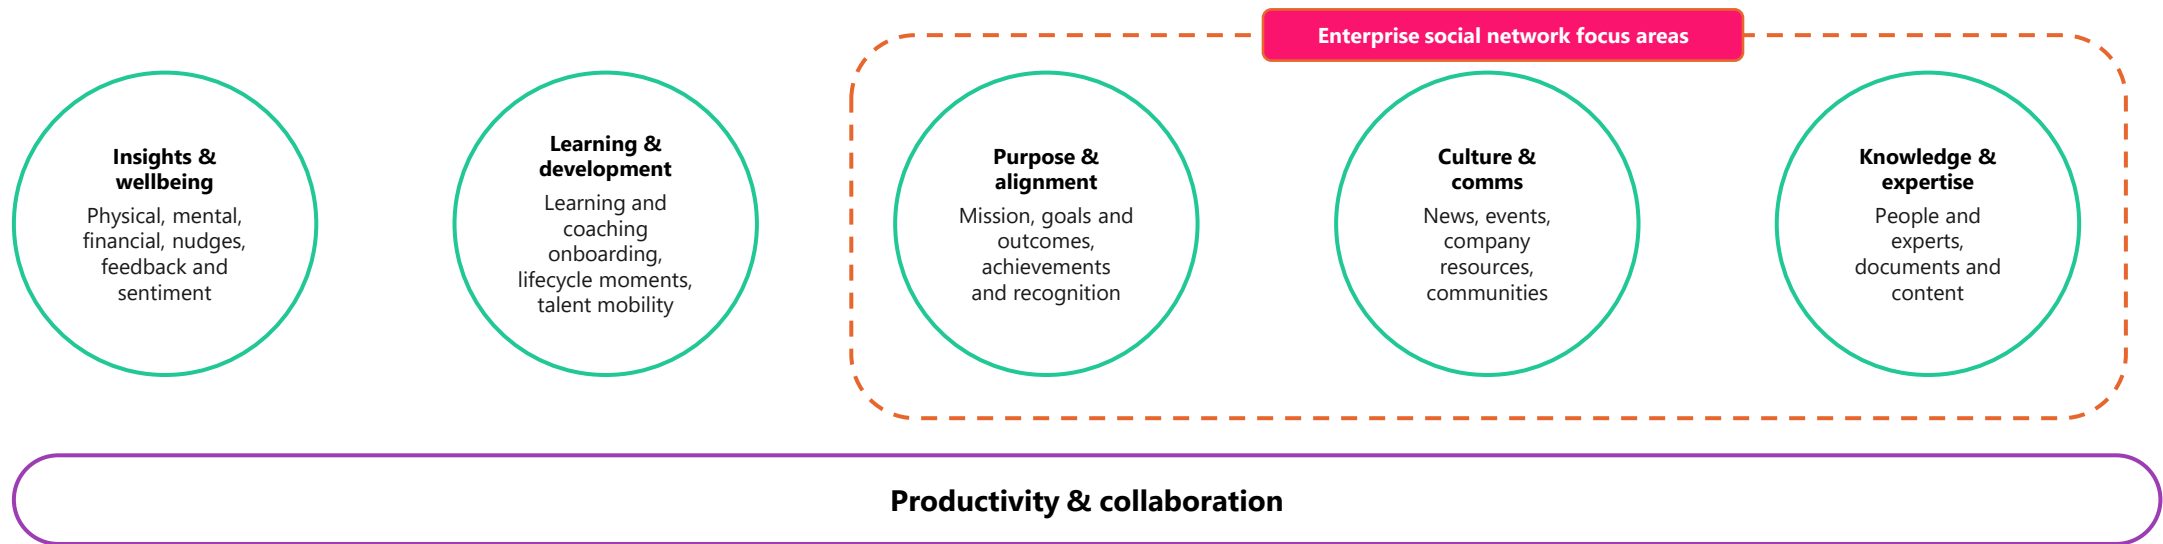 Enterprise social network focus areas
Insights &
wellbeing
Physical, mental,
financial, nudges,
feedback and
sentiment
Learning &
development
Learning and
coaching
onboarding,
lifecycle moments,
talent mobility
Purpose &
alignment
Mission, goals and
outcomes,
achievements
and recognition
Culture &
comms
News, events,
company
resources,
communities
Knowledge &
expertise
People and
experts,
documents and
content
Productivity & collaboration